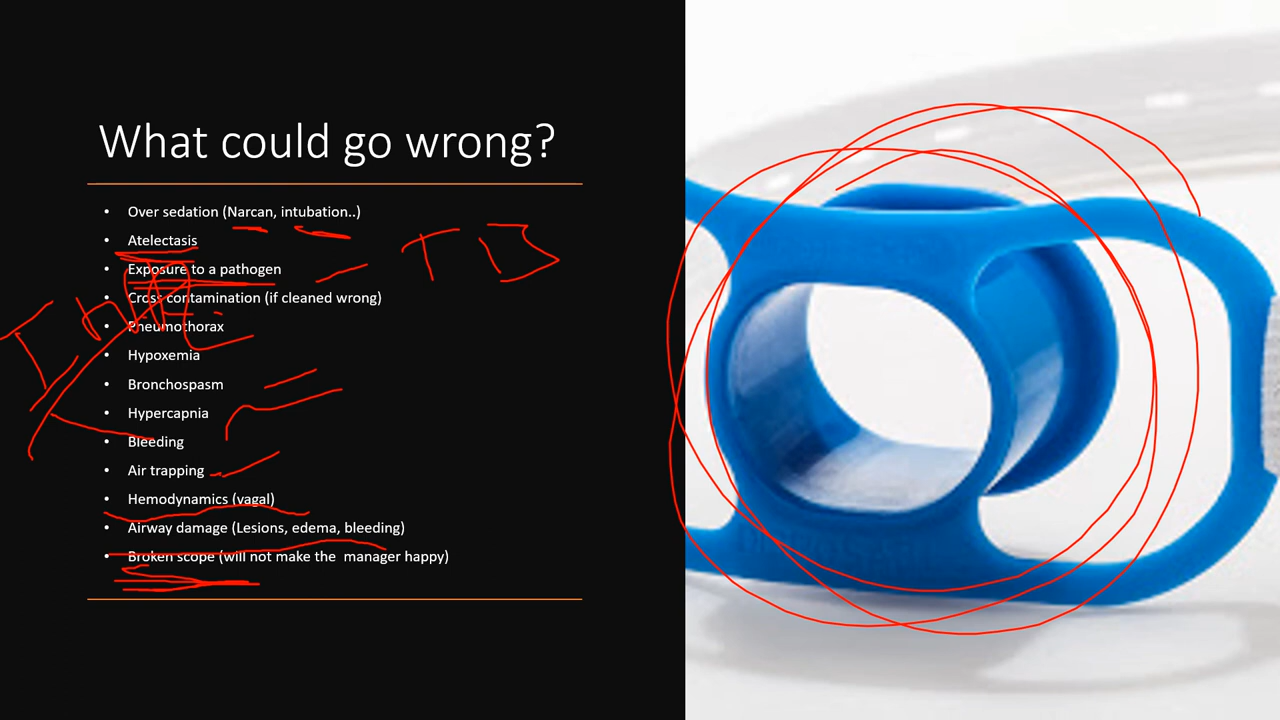 What could go wrong?
• Over sedation (Narcan, intubation..)
• Atelectasis
• Exposure to a pathogen
TB
• Cross contamination (if cleaned wrong)
• Pneumothorax
• Hypoxemia
• Bronchospasm
• Hypercapnia
• Bleeding
• Air trapping
• Hemodynamics (vagal)
• Airway damage (Lesions, edema, bleeding)
• Broken scope (will not make the  manager happy)